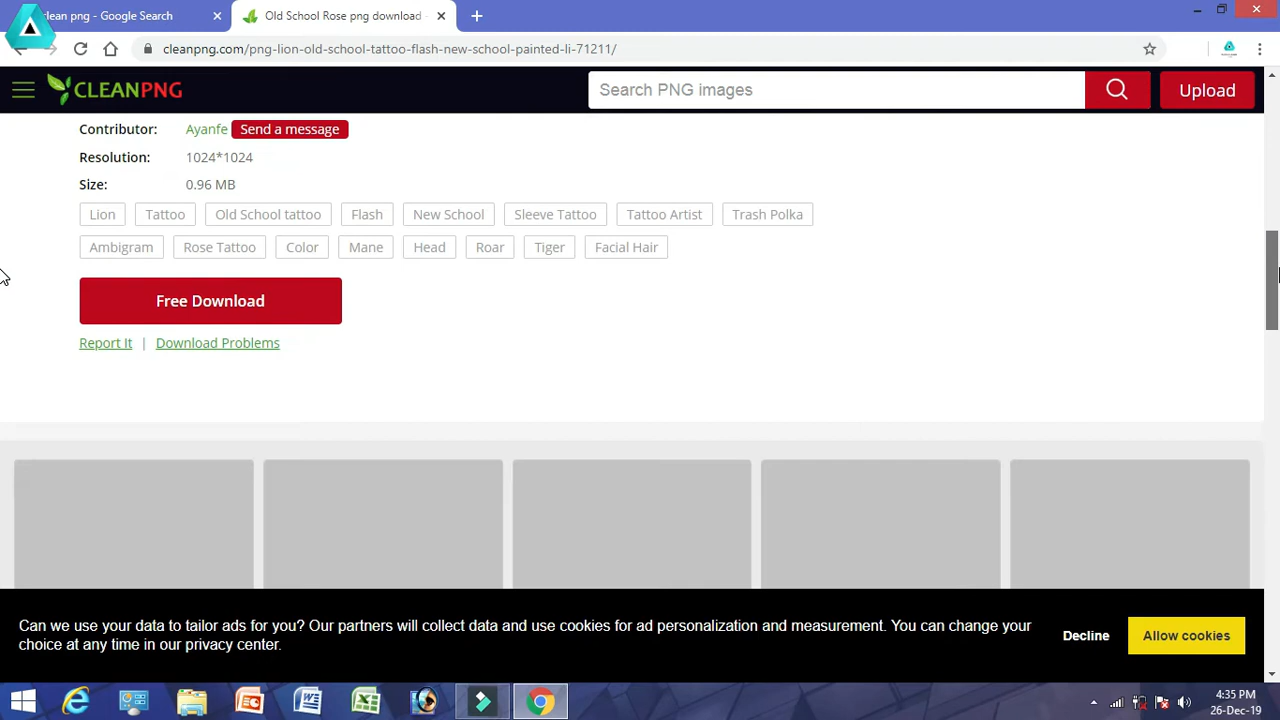 clean png - Google Search
Old School Rose png download -
cleanpng.com/png-lion-old-school-tattoo-flash-new-school-painted-li-71211/
CLEANPNG
Search PNG images
Upload
Contributor: Ayanfe Send a message
Resolution: 1024*1024
Size: 0.96 MB
Lion Tattoo Old School tattoo Flash New School Sleeve Tattoo Tattoo Artist Trash Polka
Ambigram Rose Tattoo Color Mane Head Roar Tiger Facial Hair
Free Download
Report It | Download Problems
Can we use your data to tailor ads for you? Our partners will collect data and use cookies for ad personalization and measurement. You can change your
choice at any time in our privacy center.
Decline
Allow cookies
4:35 PM
26-Dec-19